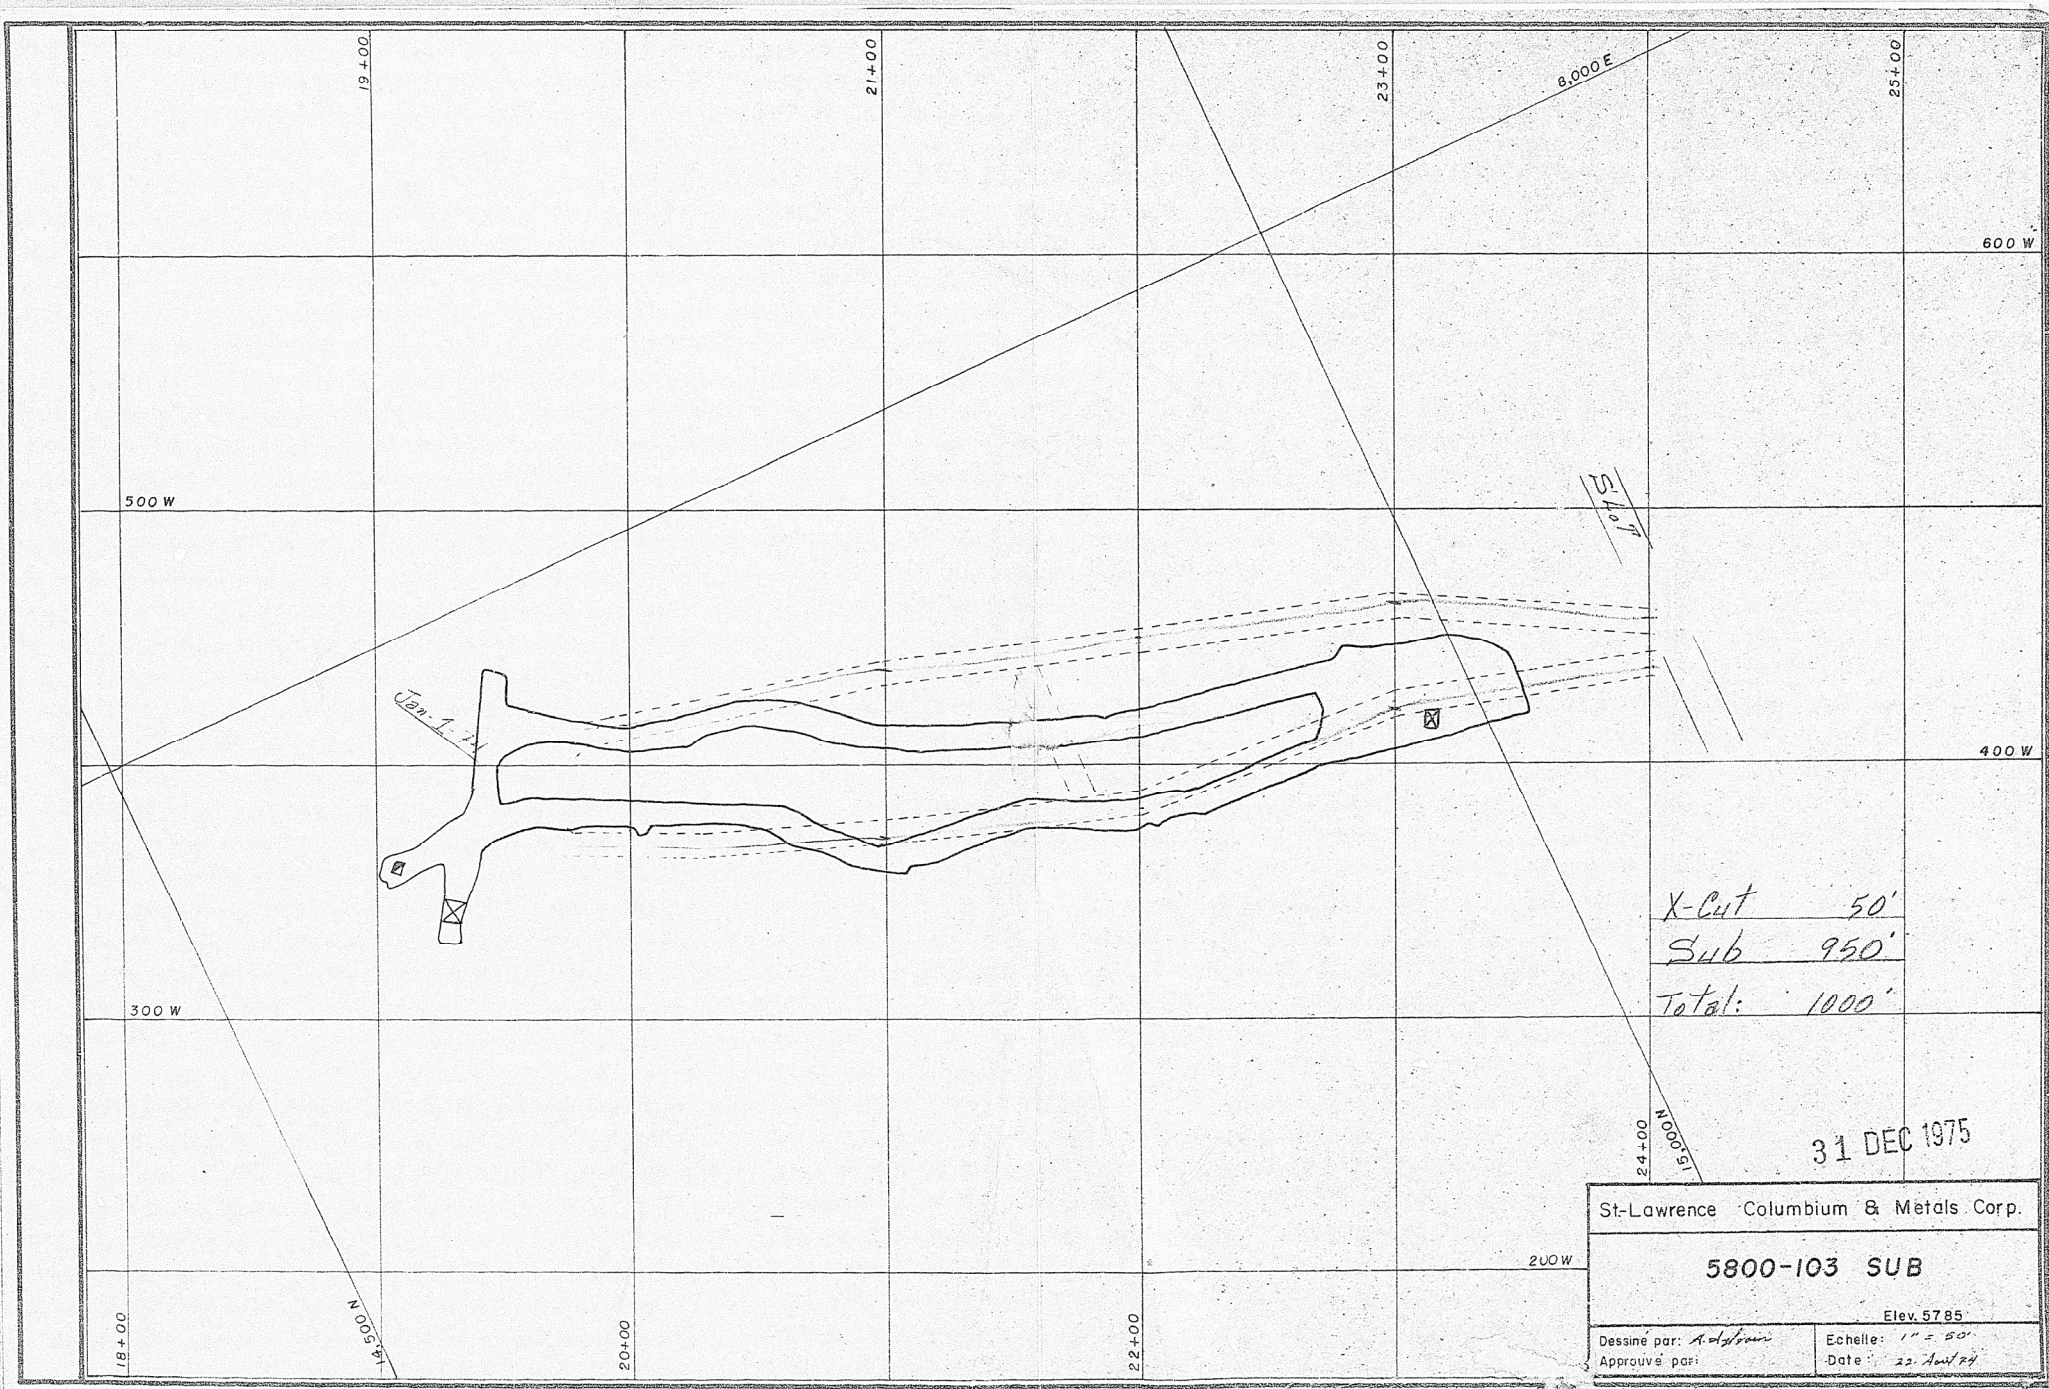 19+00
21+00
23+00
8,000 E
25+00
600 W
500 W
SLOT
Jan-1-74
400 W
X-Cut 50'
Sub 950'
Total: 1000'
300 W
24+00
15,000 N
31 DEC 1975
St-Lawrence Columbium & Metals Corp.
200 W
5800-103 SUB
Elev. 5785
18+00
14,500 N
20+00
22+00
Dessiné par:
Echelle: 1" = 50'
Approuvé par:
Date: 22 Aout 74